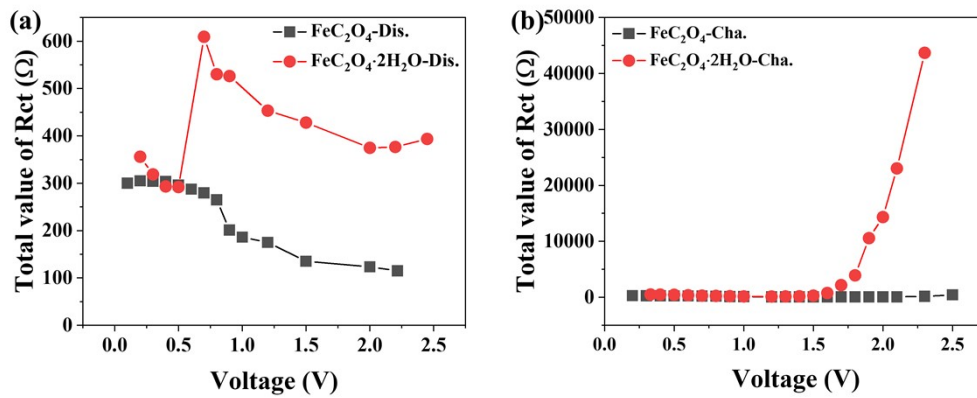 (a)
FeC₂O₄-Dis.
FeC₂O₄·2H₂O-Dis.
Total value of Rct (Ω)
600
500
400
300
200
100
0
0.0 0.5 1.0 1.5 2.0 2.5
Voltage (V)
(b)
FeC₂O₄-Cha.
FeC₂O₄·2H₂O-Cha.
Total value of Rct (Ω)
50000
40000
30000
20000
10000
0
0.0 0.5 1.0 1.5 2.0 2.5
Voltage (V)